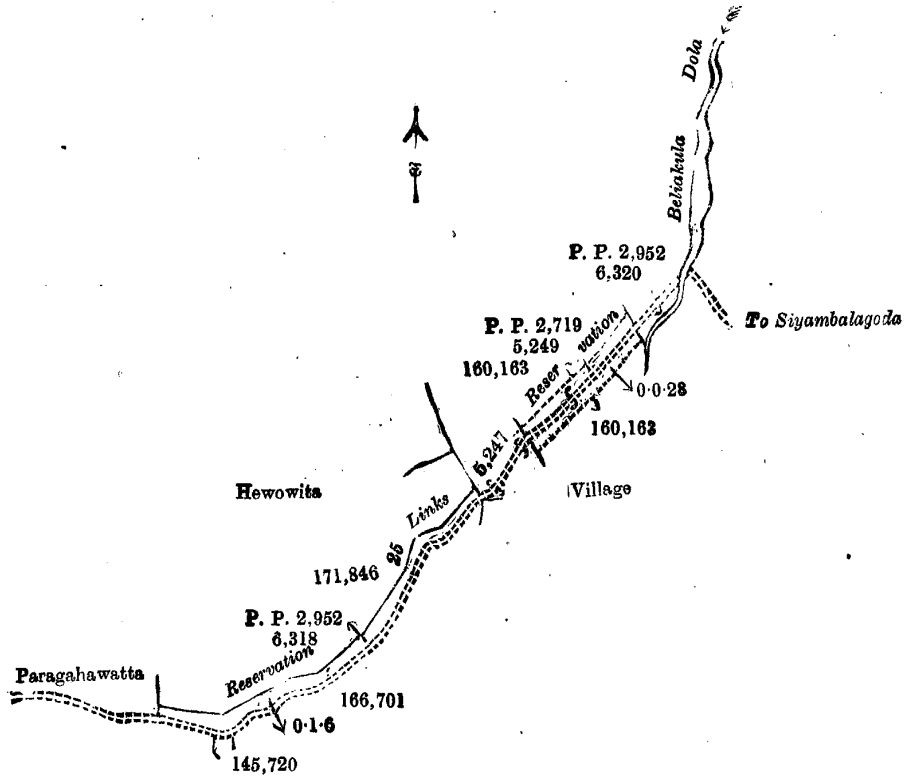 Dola
Beliakula
P. P. 2,952
6,320
To Siyambalagoda
P. P. 2,719
5,249
160,163
Reservation
0·0·28
160,163
5,247
Hewowita
Village
25 Links
171,846
P. P. 2,952
6,318
Reservation
Paragahawatta
166,701
0·1·6
145,720